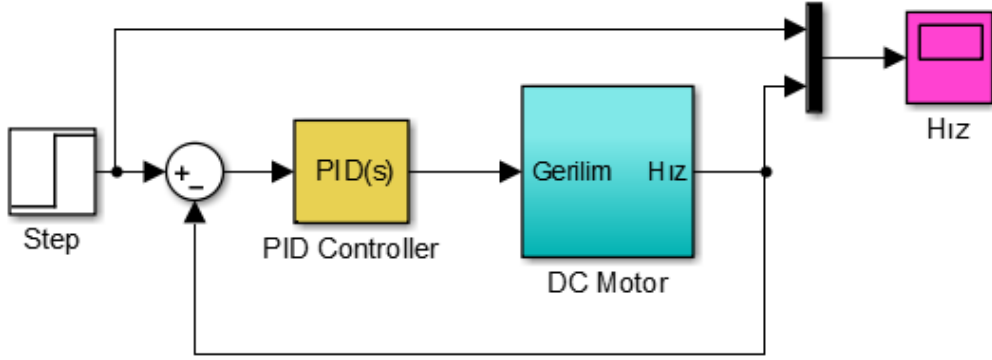 Hız
Step
PID(s)
PID Controller
Gerilim Hız
DC Motor